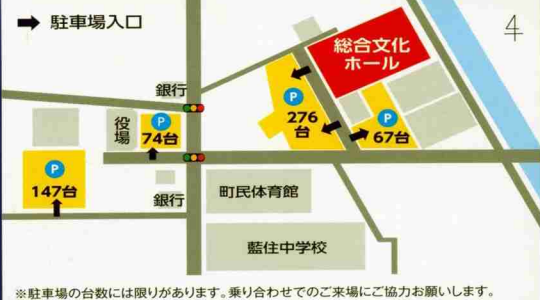 駐車場入口
総合文化
ホール
銀行
P
276
台
P
67台
役
場
P
74台
P
147台
銀行
町民体育館
藍住中学校
※駐車場の台数には限りがあります。乗り合わせでのご来場にご協力お願いします。